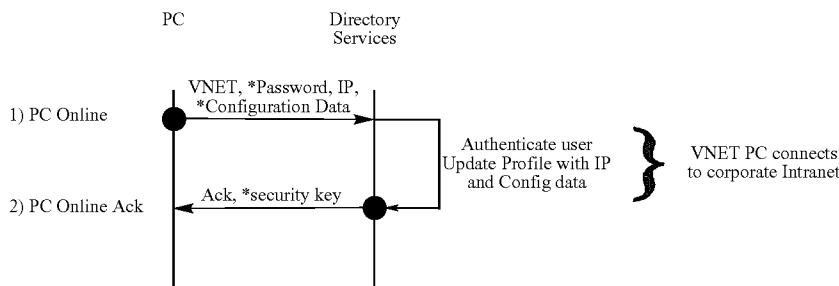 PC
Directory
Services
VNET, *Password, IP,
*Configuration Data
1) PC Online
Authenticate user
Update Profile with IP
and Config data
VNET PC connects
to corporate Intranet
2) PC Online Ack
Ack, *security key